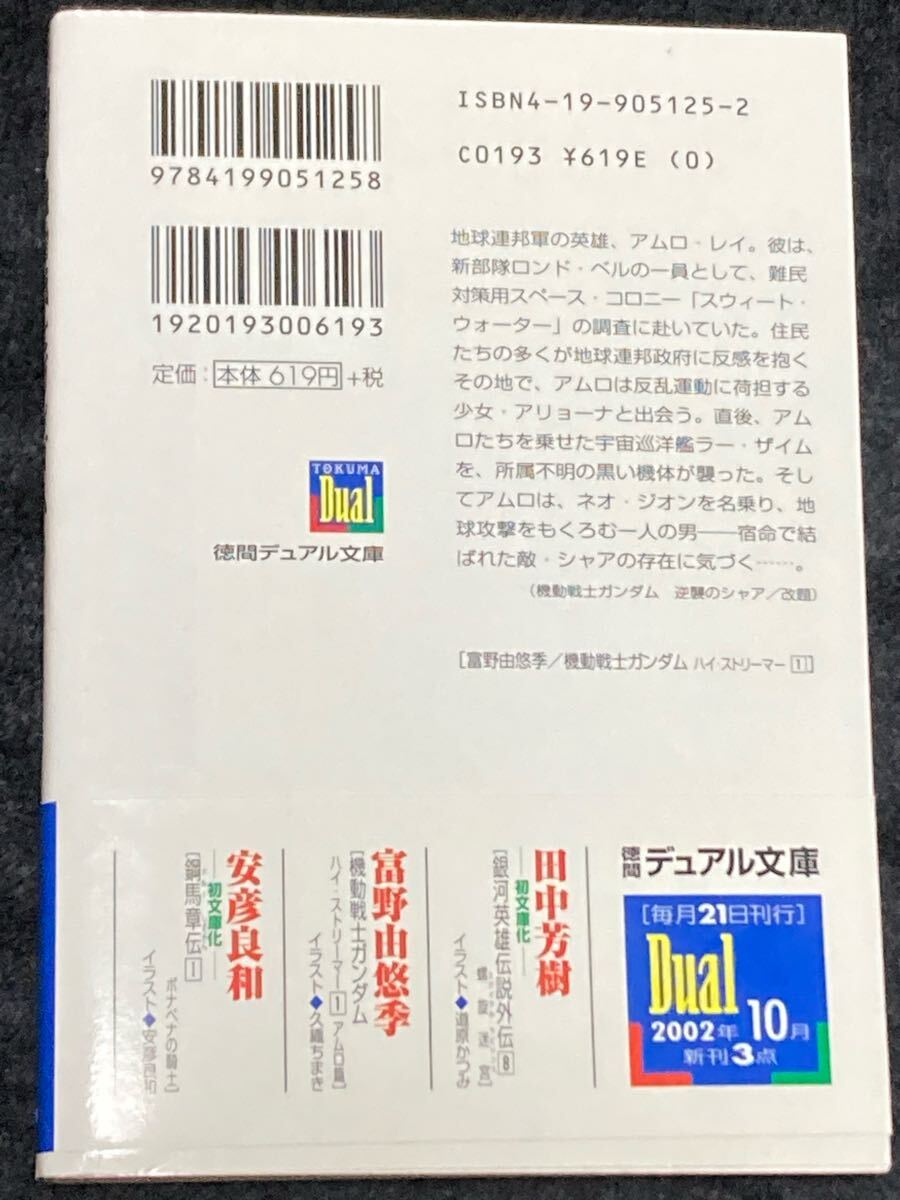 ISBN4-19-905125-2
C0193 ¥619E (0)
9784199051258
1920193006193
定価：本体619円+税
TOKUMA
Dual
徳間デュアル文庫
地球連邦軍の英雄、アムロ・レイ。彼は、
新部隊ロンド・ベルの一員として、難民
対策用スペース・コロニー「スウィート・
ウォーター」の調査に赴いていた。住民
たちの多くが地球連邦政府に反感を抱く
その地で、アムロは反乱運動に荷担する
少女・アリョーナと出会う。直後、アム
ロたちを乗せた宇宙巡洋艦ラー・ザイム
を、所属不明の黒い機体が襲った。そし
てアムロは、ネオ・ジオンを名乗り、地
球攻撃をもくろむ一人の男――宿命で結
ばれた敵・シャアの存在に気づく……。
(機動戦士ガンダム　逆襲のシャア/改題)
[富野由悠季/機動戦士ガンダム ハイ・ストリーマー1]
徳間デュアル文庫
[毎月21日刊行]
Dual
2002年10月
新刊3点
田中芳樹
初文庫化
[銀河英雄伝説外伝8
螺旋迷宮]
イラスト◆道原かつみ
富野由悠季
[機動戦士ガンダム
ハイ・ストリーマー1 アムロ篇]
イラスト◆久織ちまき
安彦良和
初文庫化
[鋼馬章伝1
ボナベナの騎士]
イラスト◆安彦良和